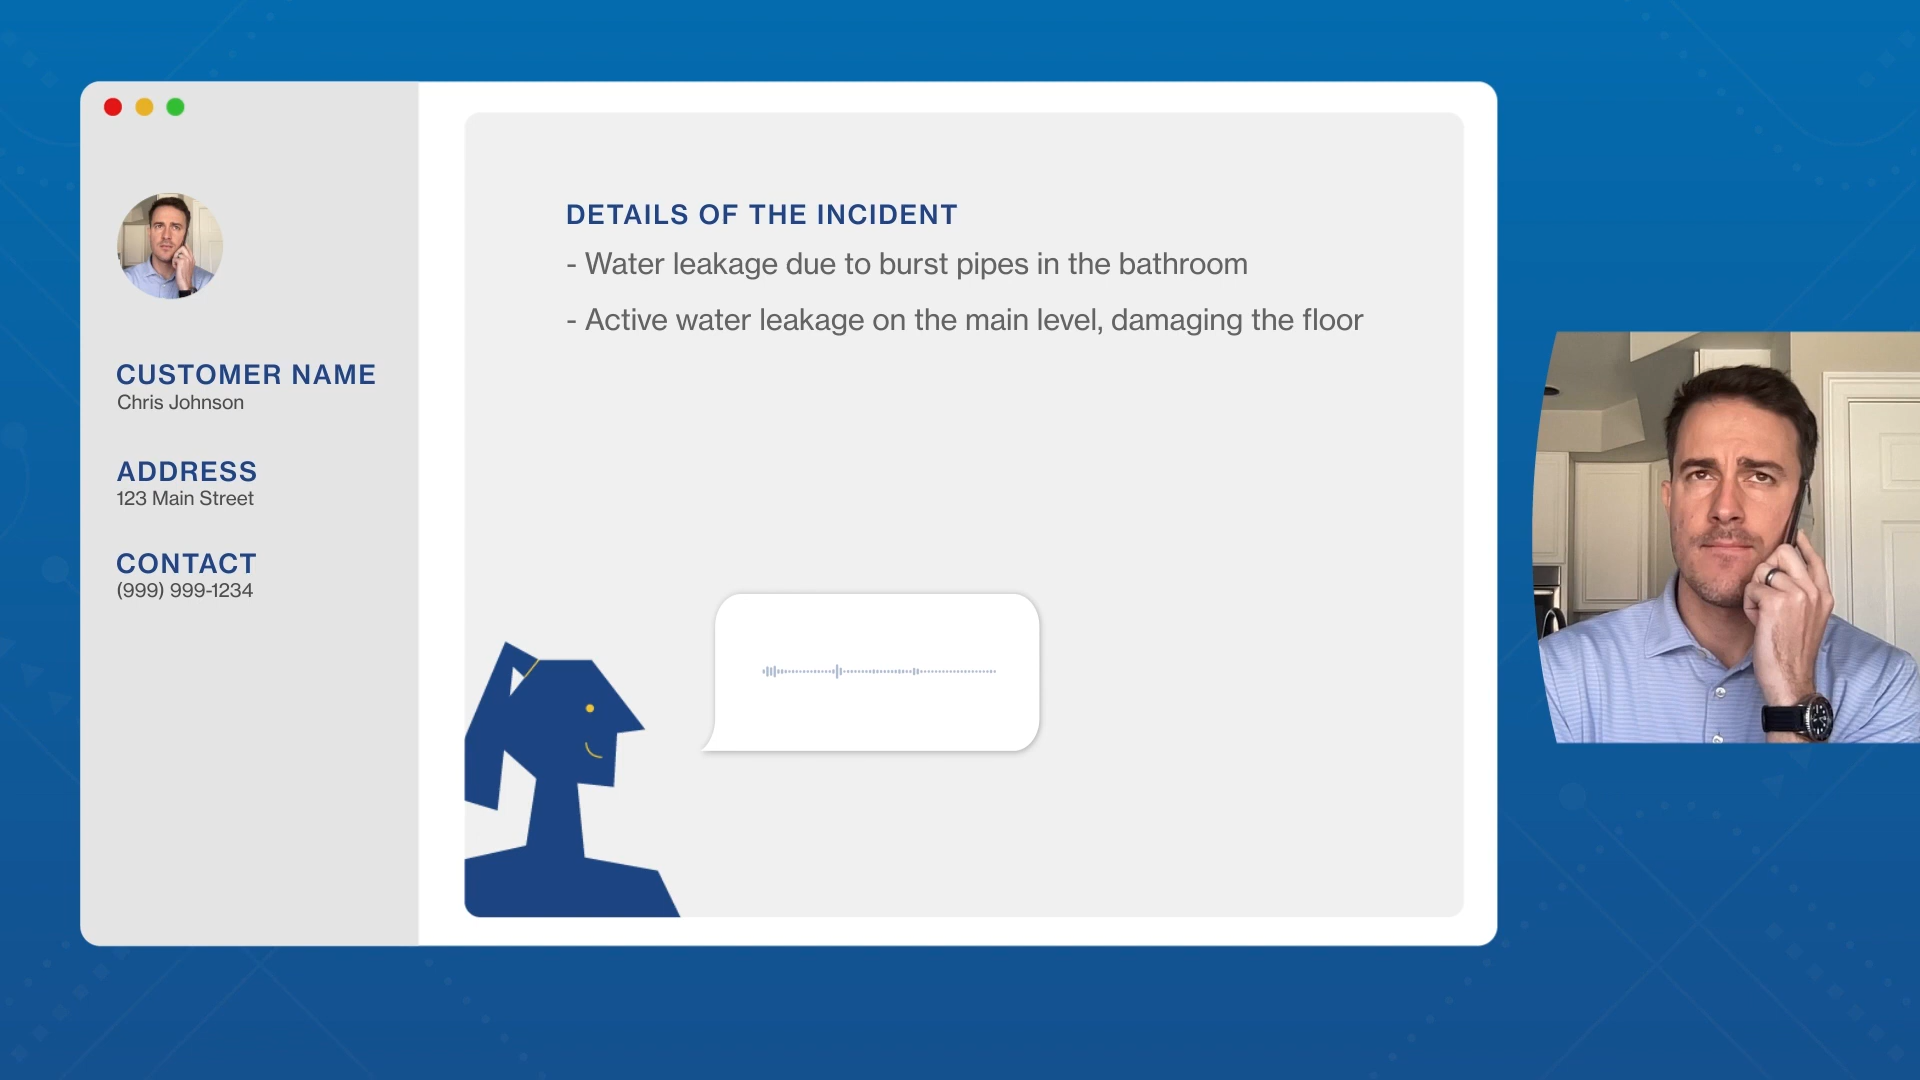 DETAILS OF THE INCIDENT
- Water leakage due to burst pipes in the bathroom
- Active water leakage on the main level, damaging the floor
CUSTOMER NAME
Chris Johnson
ADDRESS
123 Main Street
CONTACT
(999) 999-1234